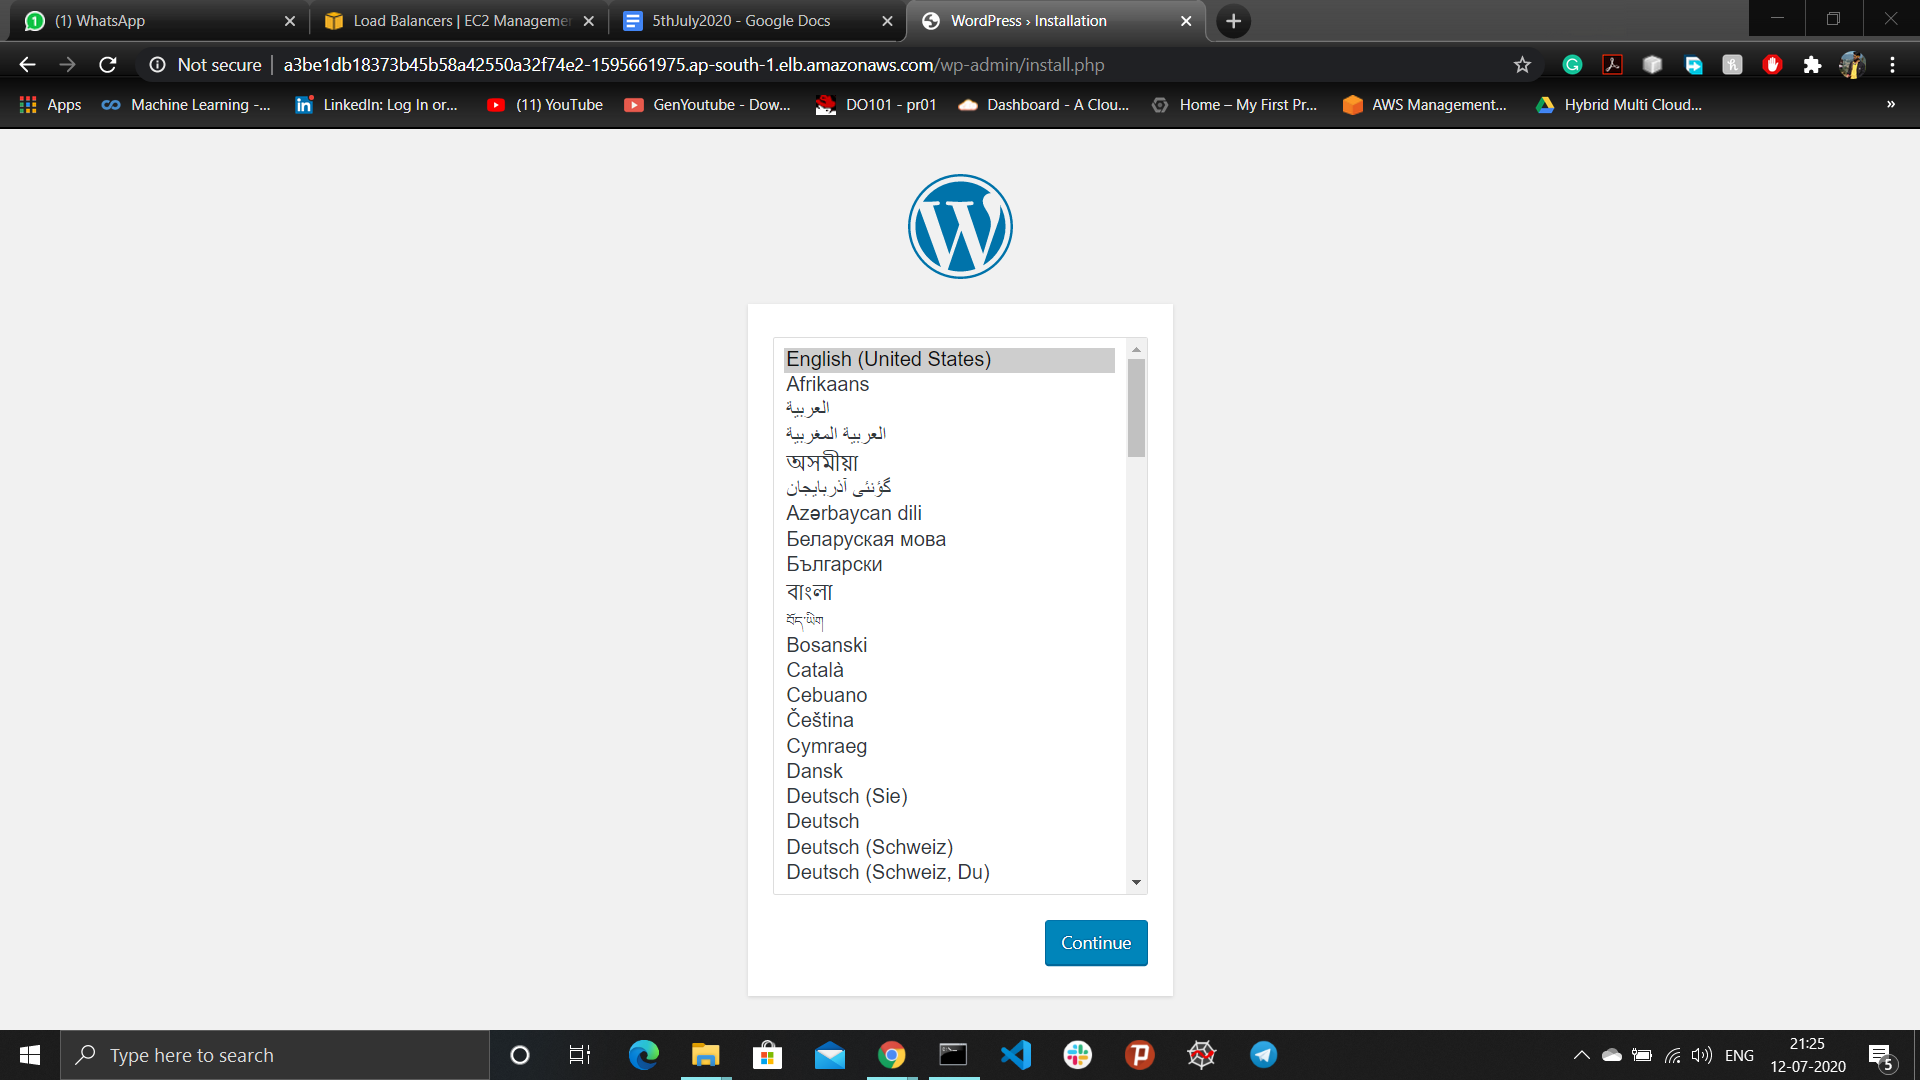 (1) WhatsApp
Load Balancers | EC2 Managemen
5thJuly2020 - Google Docs
WordPress › Installation
Not secure
a3be1db18373b45b58a42550a32f74e2-1595661975.ap-south-1.elb.amazonaws.com/wp-admin/install.php
Apps
Machine Learning -...
LinkedIn: Log In or...
(11) YouTube
GenYoutube - Dow...
DO101 - pr01
Dashboard - A Clou...
Home – My First Pr...
AWS Management...
Hybrid Multi Cloud...
»
English (United States)
Afrikaans
العربية
العربية المغربية
অসমীয়া
گؤنئی آذربایجان
Azərbaycan dili
Беларуская мова
Български
বাংলা
བོད་ཡིག
Bosanski
Català
Cebuano
Čeština
Cymraeg
Dansk
Deutsch (Sie)
Deutsch
Deutsch (Schweiz)
Deutsch (Schweiz, Du)
Continue
Type here to search
ENG
21:25
12-07-2020
5